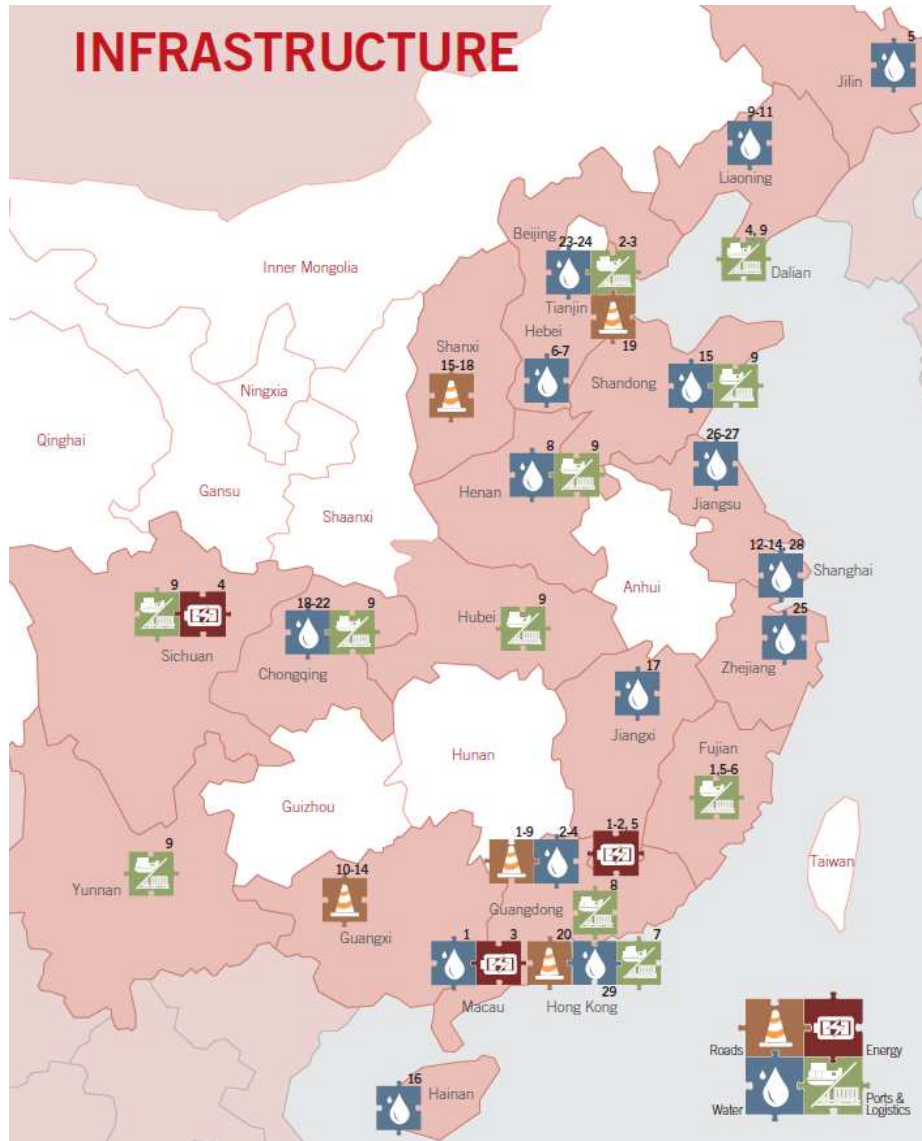 INFRASTRUCTURE
5
Jilin
9-11
Liaoning
Beijing
23-24
2-3
4, 9
Dalian
Inner Mongolia
Tianjin
Hebei
19
Shanxi
15-18
6-7
Shandong
15
9
Ningxia
Qinghai
26-27
Jiangsu
8
9
Henan
Gansu
Shaanxi
12-14, 28
Shanghai
Anhui
9
4
Sichuan
18-22
9
Chongqing
Hubei
9
25
Zhejiang
17
Jiangxi
Hunan
Fujian
1,5-6
Guizhou
Taiwan
9
Yunnan
10-14
Guangxi
1-9
2-4
1-2, 5
Guangdong
8
1
3
20
7
Macau
Hong Kong
29
16
Hainan
Roads
Energy
Water
Ports &
Logistics